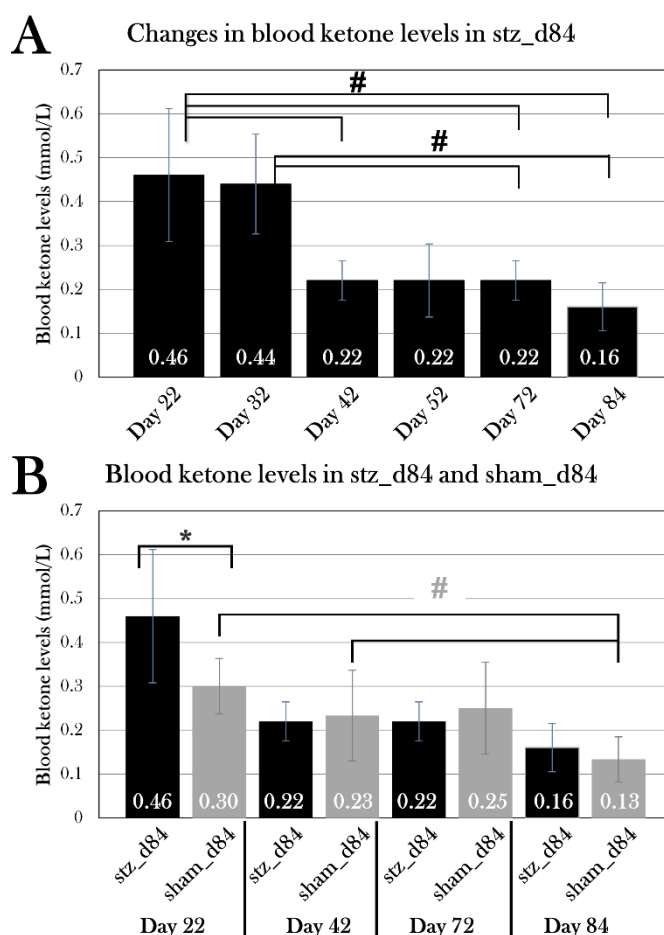 A
Changes in blood ketone levels in stz_d84
Blood ketone levels (mmol/L)
0.7
0.6
0.5
0.4
0.3
0.2
0.1
0
#
#
0.46
0.44
0.22
0.22
0.22
0.16
Day 22
Day 32
Day 42
Day 52
Day 72
Day 84
B
Blood ketone levels in stz_d84 and sham_d84
Blood ketone levels (mmol/L)
0.7
0.6
0.5
0.4
0.3
0.2
0.1
0
*
#
0.46
0.30
0.22
0.23
0.22
0.25
0.16
0.13
stz_d84
sham_d84
stz_d84
sham_d84
stz_d84
sham_d84
stz_d84
sham_d84
Day 22
Day 42
Day 72
Day 84